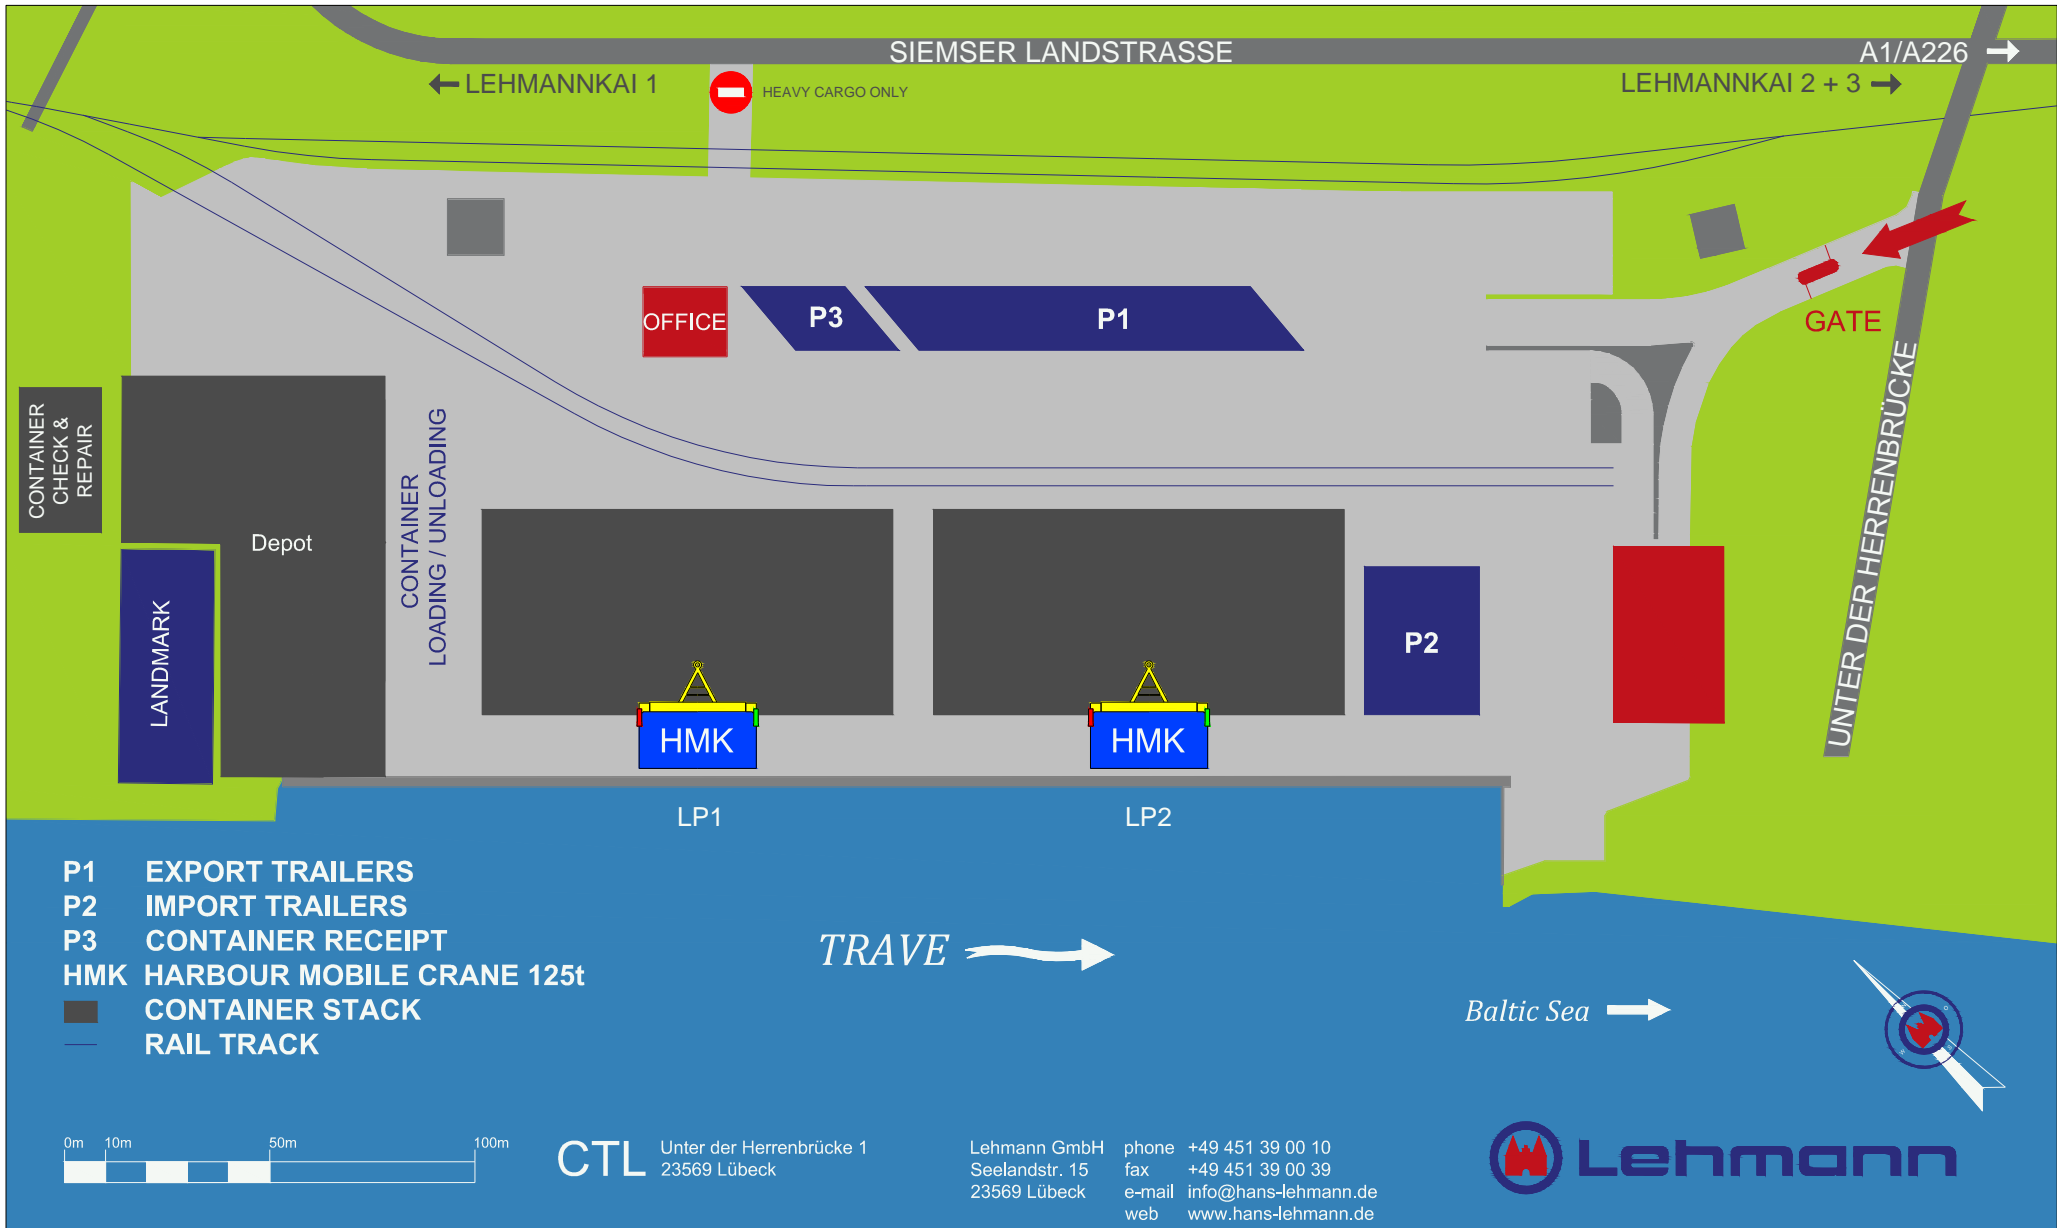 SIEMSER LANDSTRASSE
A1/A226
LEHMANNKAI 1
HEAVY CARGO ONLY
LEHMANNKAI 2 + 3
OFFICE
P3
P1
GATE
UNTER DER HERRENBRÜCKE
CONTAINER
CHECK &
REPAIR
Depot
CONTAINER
LOADING / UNLOADING
LANDMARK
P2
HMK
HMK
LP1
LP2
P1 EXPORT TRAILERS
P2 IMPORT TRAILERS
P3 CONTAINER RECEIPT
HMK HARBOUR MOBILE CRANE 125t
CONTAINER STACK
RAIL TRACK
TRAVE
Baltic Sea
0m 10m 50m 100m
CTL
Unter der Herrenbrücke 1
23569 Lübeck
Lehmann GmbH
Seelandstr. 15
23569 Lübeck
phone +49 451 39 00 10
fax +49 451 39 00 39
e-mail info@hans-lehmann.de
web www.hans-lehmann.de
Lehmann